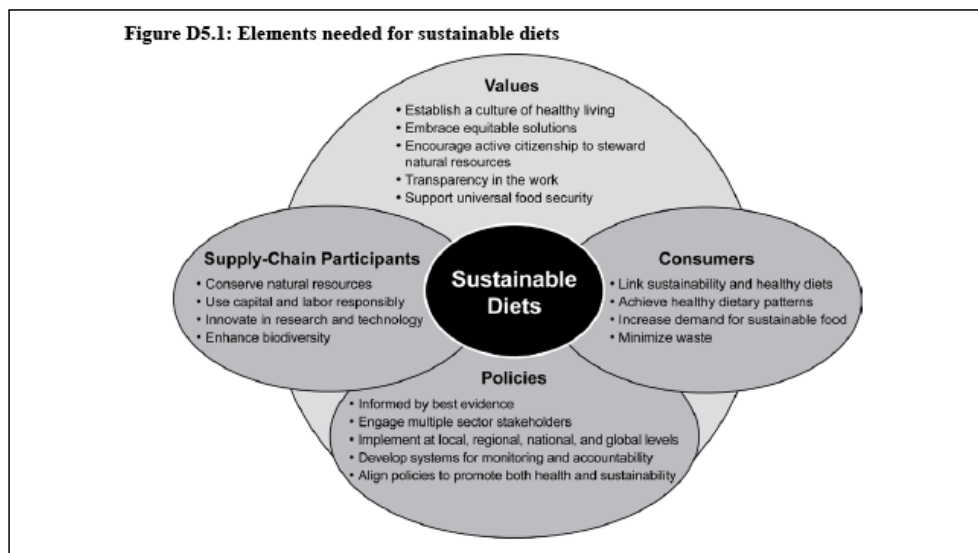 Figure D5.1: Elements needed for sustainable diets
Values
• Establish a culture of healthy living
• Embrace equitable solutions
• Encourage active citizenship to steward
natural resources
• Transparency in the work
• Support universal food security
Supply-Chain Participants
• Conserve natural resources
• Use capital and labor responsibly
• Innovate in research and technology
• Enhance biodiversity
Sustainable
Diets
Consumers
• Link sustainability and healthy diets
• Achieve healthy dietary patterns
• Increase demand for sustainable food
• Minimize waste
Policies
• Informed by best evidence
• Engage multiple sector stakeholders
• Implement at local, regional, national, and global levels
• Develop systems for monitoring and accountability
• Align policies to promote both health and sustainability